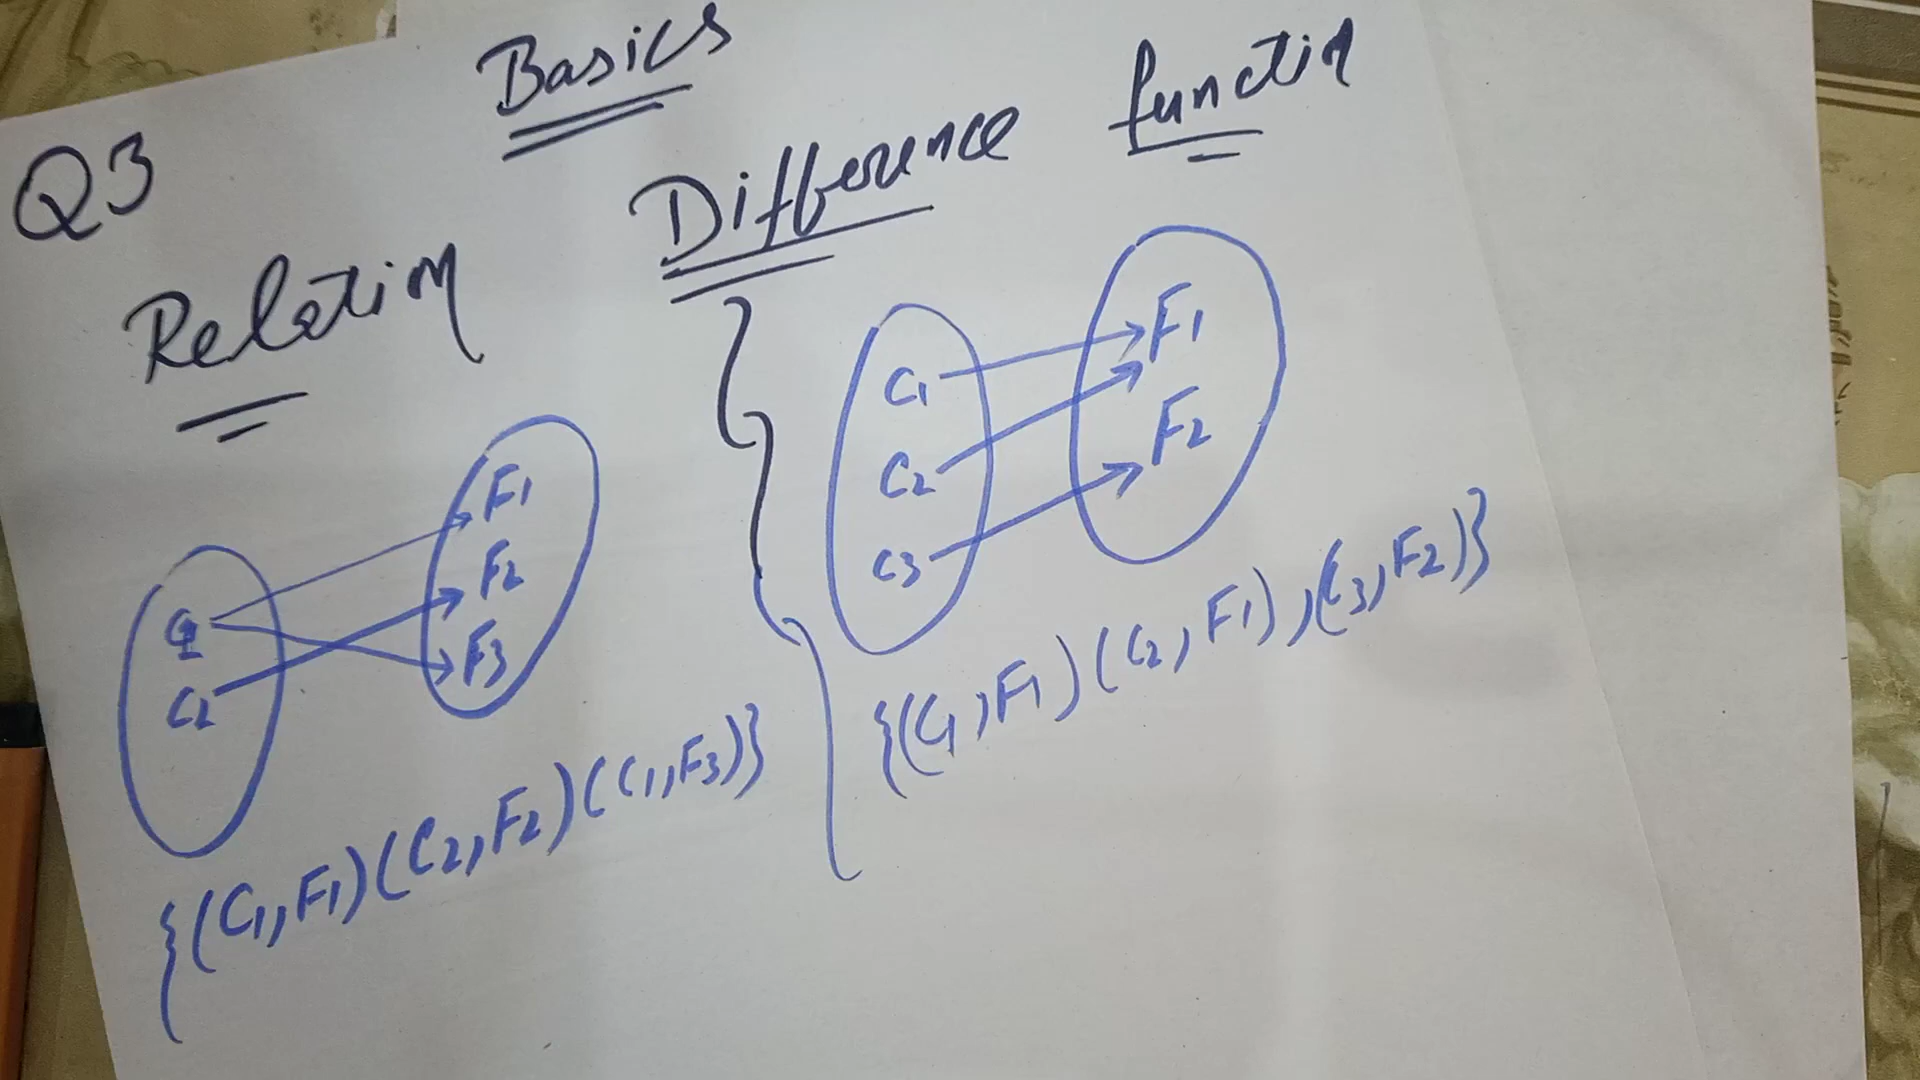 Basics
Q3
Difference
Relation
function
C1
C2
F1
F2
F3
{(C1,F1)(C2,F2)(C1,F3)}
C1
C2
C3
F1
F2
{(C1,F1)(C2,F1),(C3,F2)}